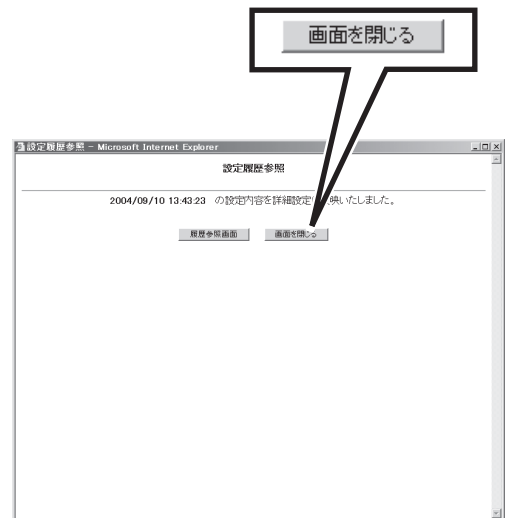 画面を閉じる
設定履歴参照 - Microsoft Internet Explorer
設定履歴参照
2004/09/10 13:43:23 の設定内容を詳細設定 映いたしました。
履歴参照画面 画面を閉じる